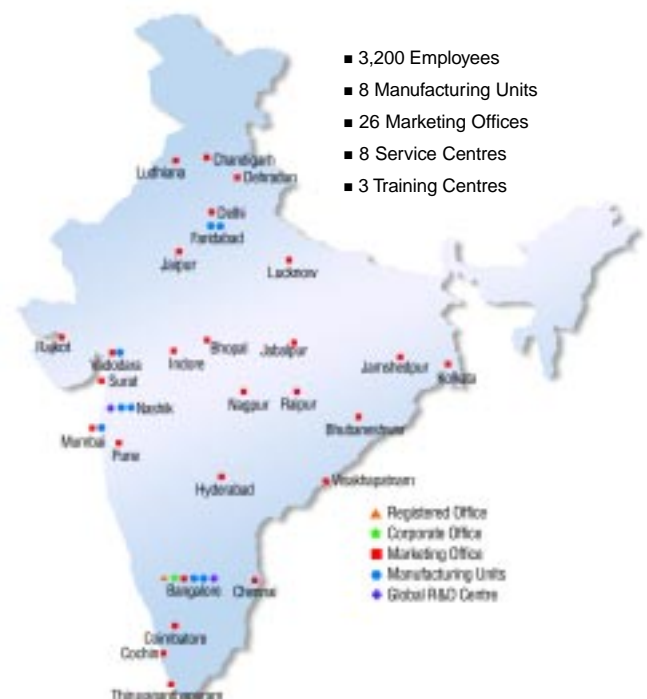 ■ 3,200 Employees
■ 8 Manufacturing Units
■ 26 Marketing Offices
■ 8 Service Centres
■ 3 Training Centres
Chandigarh
Ludhiana
Dehradun
Delhi
Faridabad
Jaipur
Lucknow
Rajkot
Vadodara
Indore
Bhopal
Jabalpur
Jamshedpur
Kolkata
Surat
Nashik
Nagpur
Raipur
Bhubaneshwar
Mumbai
Pune
Hyderabad
Visakhapatnam
Registered Office
Corporate Office
Marketing Office
Manufacturing Units
Global R&D Centre
Bangalore
Chennai
Coimbatore
Cochin
Thiruvananthapuram